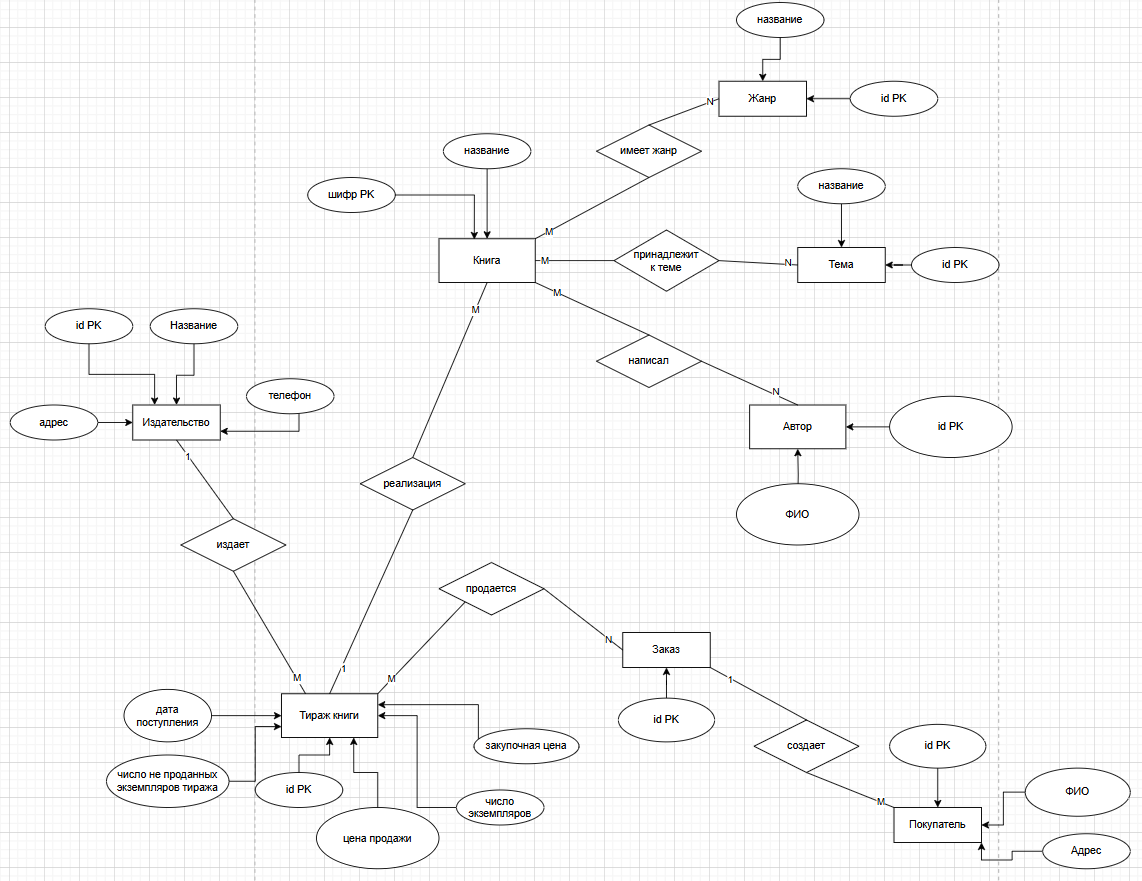 название
Жанр
id PK
N
имеет жанр
название
шифр PK
название
M
Книга
M
принадлежит
к теме
N
Тема
id PK
M
M
написал
N
id PK
Название
телефон
адрес
Издательство
1
Автор
id PK
ФИО
реализация
издает
продается
N
Заказ
1
M
1
M
id PK
дата
поступления
Тираж книги
закупочная цена
создает
id PK
число не проданных
экземпляров тиража
id PK
число
экземпляров
цена продажи
M
Покупатель
ФИО
Адрес